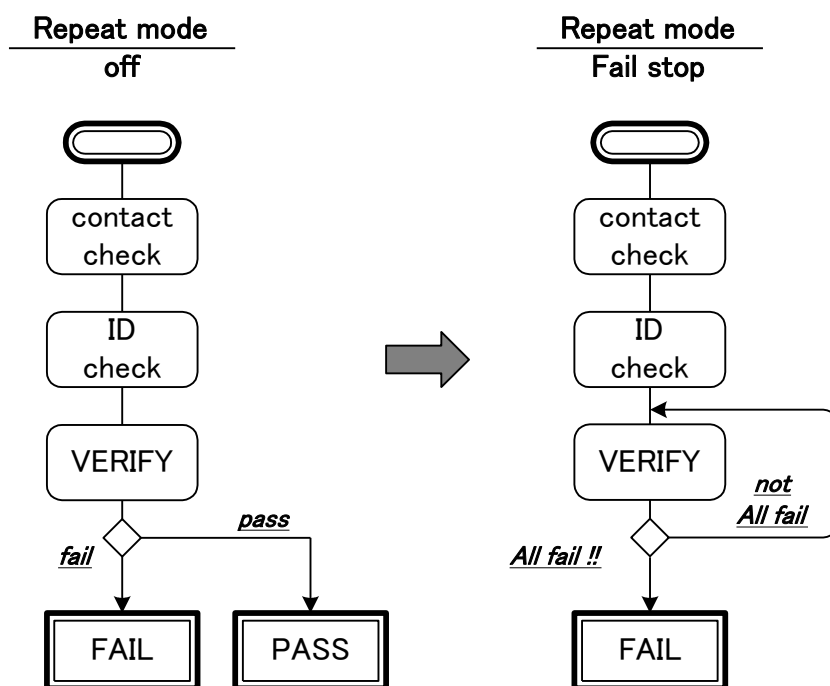 Repeat mode
off
contact
check
ID
check
VERIFY
pass
fail
FAIL
PASS
Repeat mode
Fail stop
contact
check
ID
check
VERIFY
not
All fail
All fail !!
FAIL